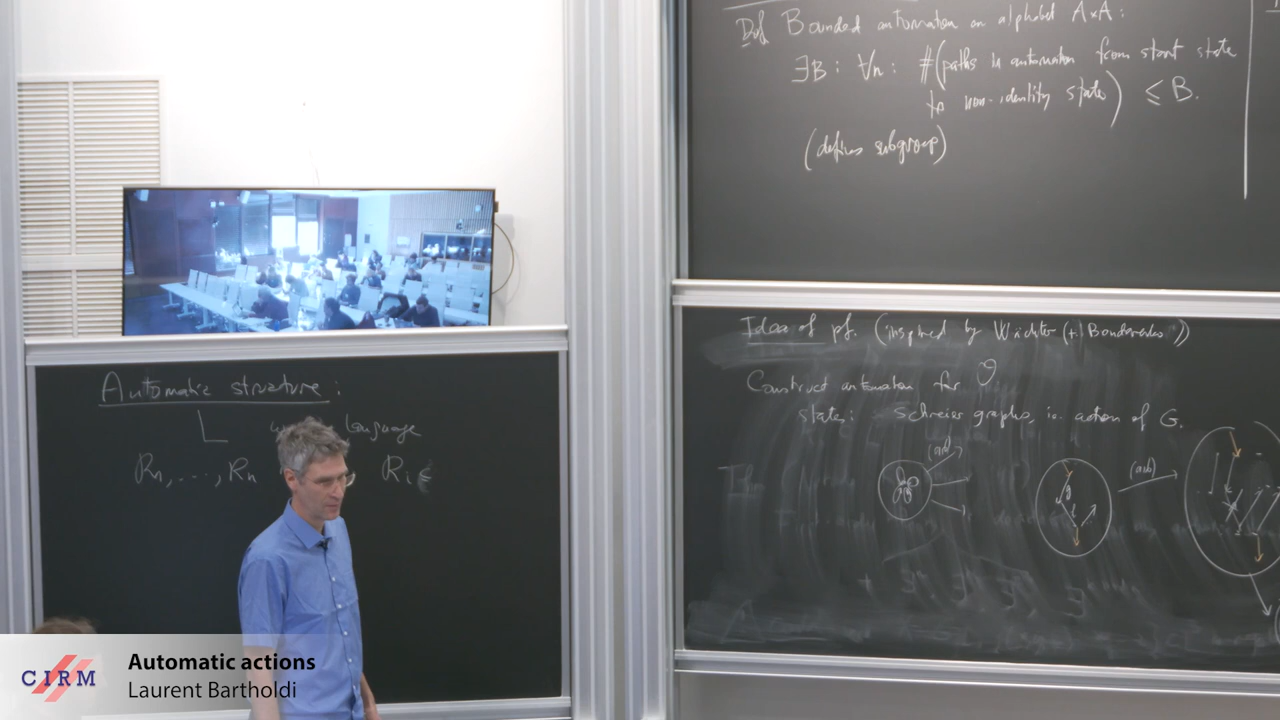 Def Bounded automaton on alphabet A×A:
∃B: ∀n: #(paths in automaton from start state
to non-identity state) ≤ B.
(defines subgroup)
Idea of pf. (inspired by Wächter (+ ))
Construct automaton for O
states: Schreier graphs, i.e. action of G.
(a,b)
(a,b)
Automatic structure:
L language
R₁, ..., Rn Ri ∈
CIRM
Automatic actions
Laurent Bartholdi